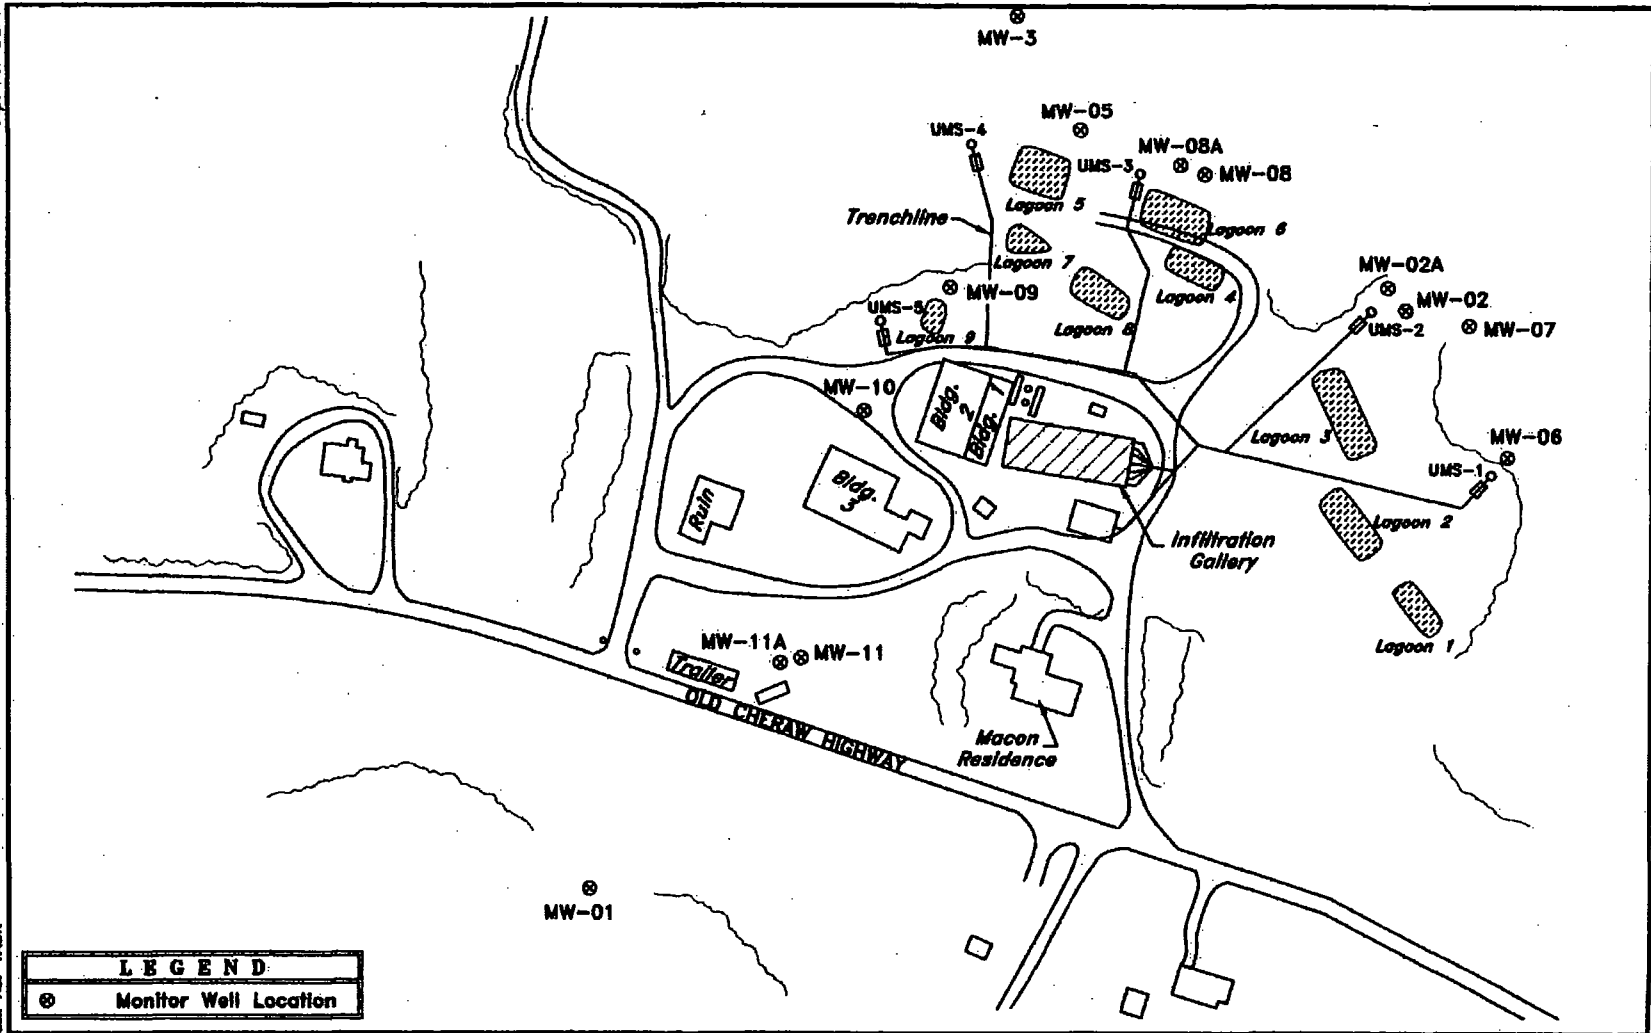 MW-3
MW-05
UMS-4
MW-08A
UMS-3
MW-08
Lagoon 5
Trenchline
Lagoon 6
Lagoon 7
MW-02A
MW-09
Lagoon 4
MW-02
UMS-5
Lagoon 8
UMS-2
MW-07
Lagoon 9
MW-10
Bldg.
2
Bldg. 1
Lagoon 3
MW-06
UMS-1
Bldg.
3
Ruin
Lagoon 2
Infiltration
Gallery
MW-11A
MW-11
Lagoon 1
Trailer
OLD CHERAW HIGHWAY
Macon
Residence
MW-01
LEGEND
Monitor Well Location